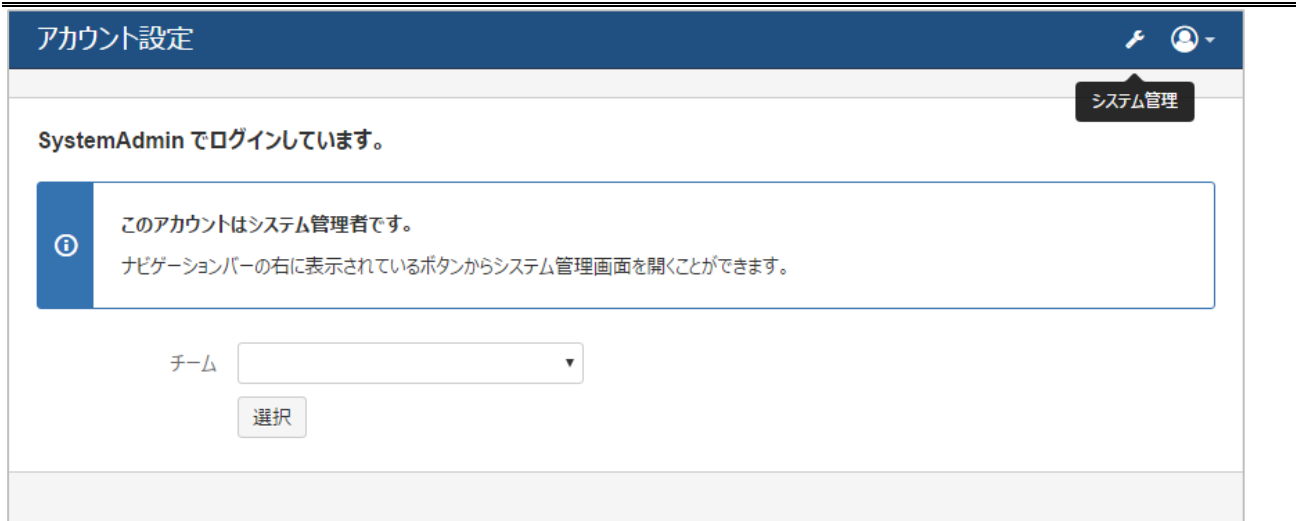 アカウント設定
システム管理
SystemAdmin でログインしています。
このアカウントはシステム管理者です。
ナビゲーションバーの右に表示されているボタンからシステム管理画面を開くことができます。
チーム
選択